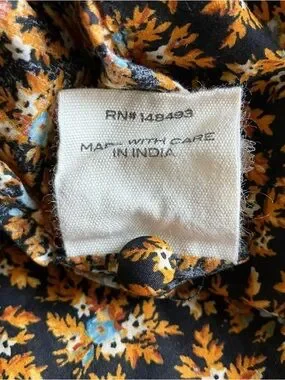 RN# 148493
MADE WITH CARE
IN INDIA